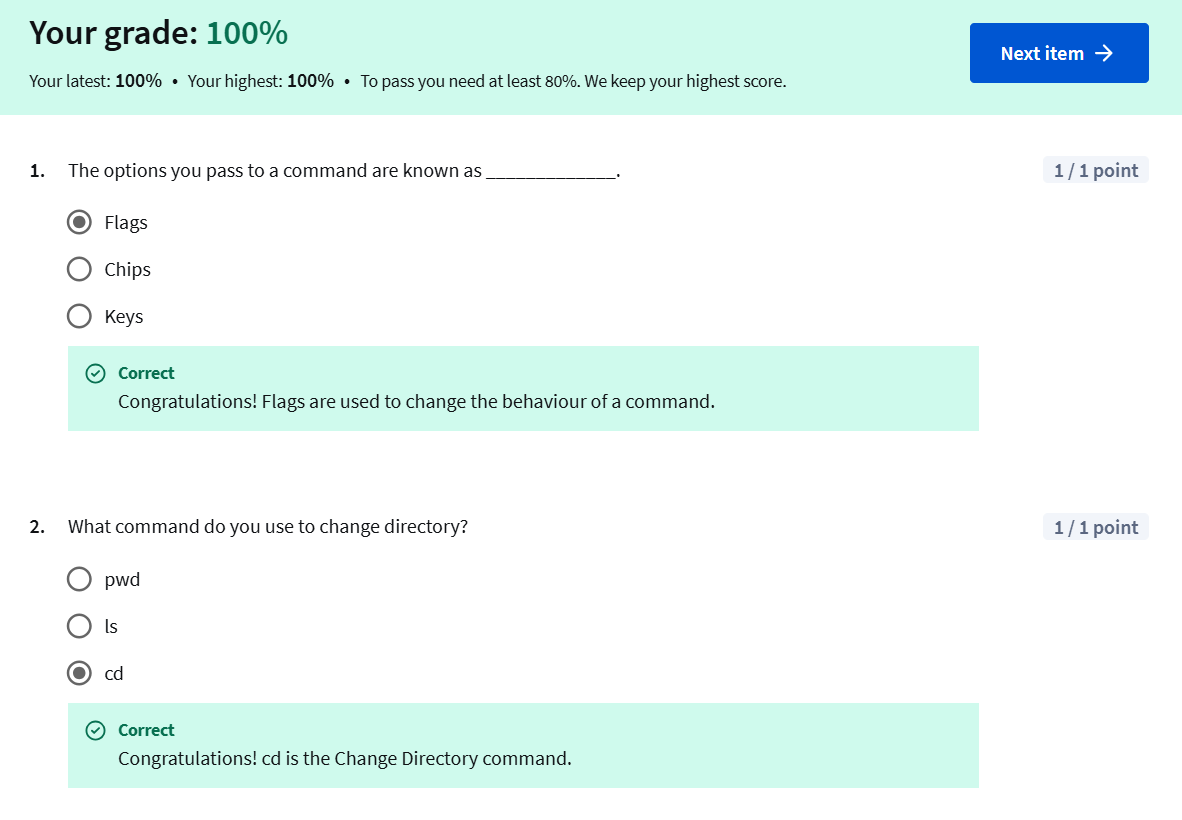 Your grade: 100%
Next item →
Your latest: 100% • Your highest: 100% • To pass you need at least 80%. We keep your highest score.
1. The options you pass to a command are known as _____________.
1 / 1 point
Flags
Chips
Keys
Correct
Congratulations! Flags are used to change the behaviour of a command.
2. What command do you use to change directory?
1 / 1 point
pwd
ls
cd
Correct
Congratulations! cd is the Change Directory command.